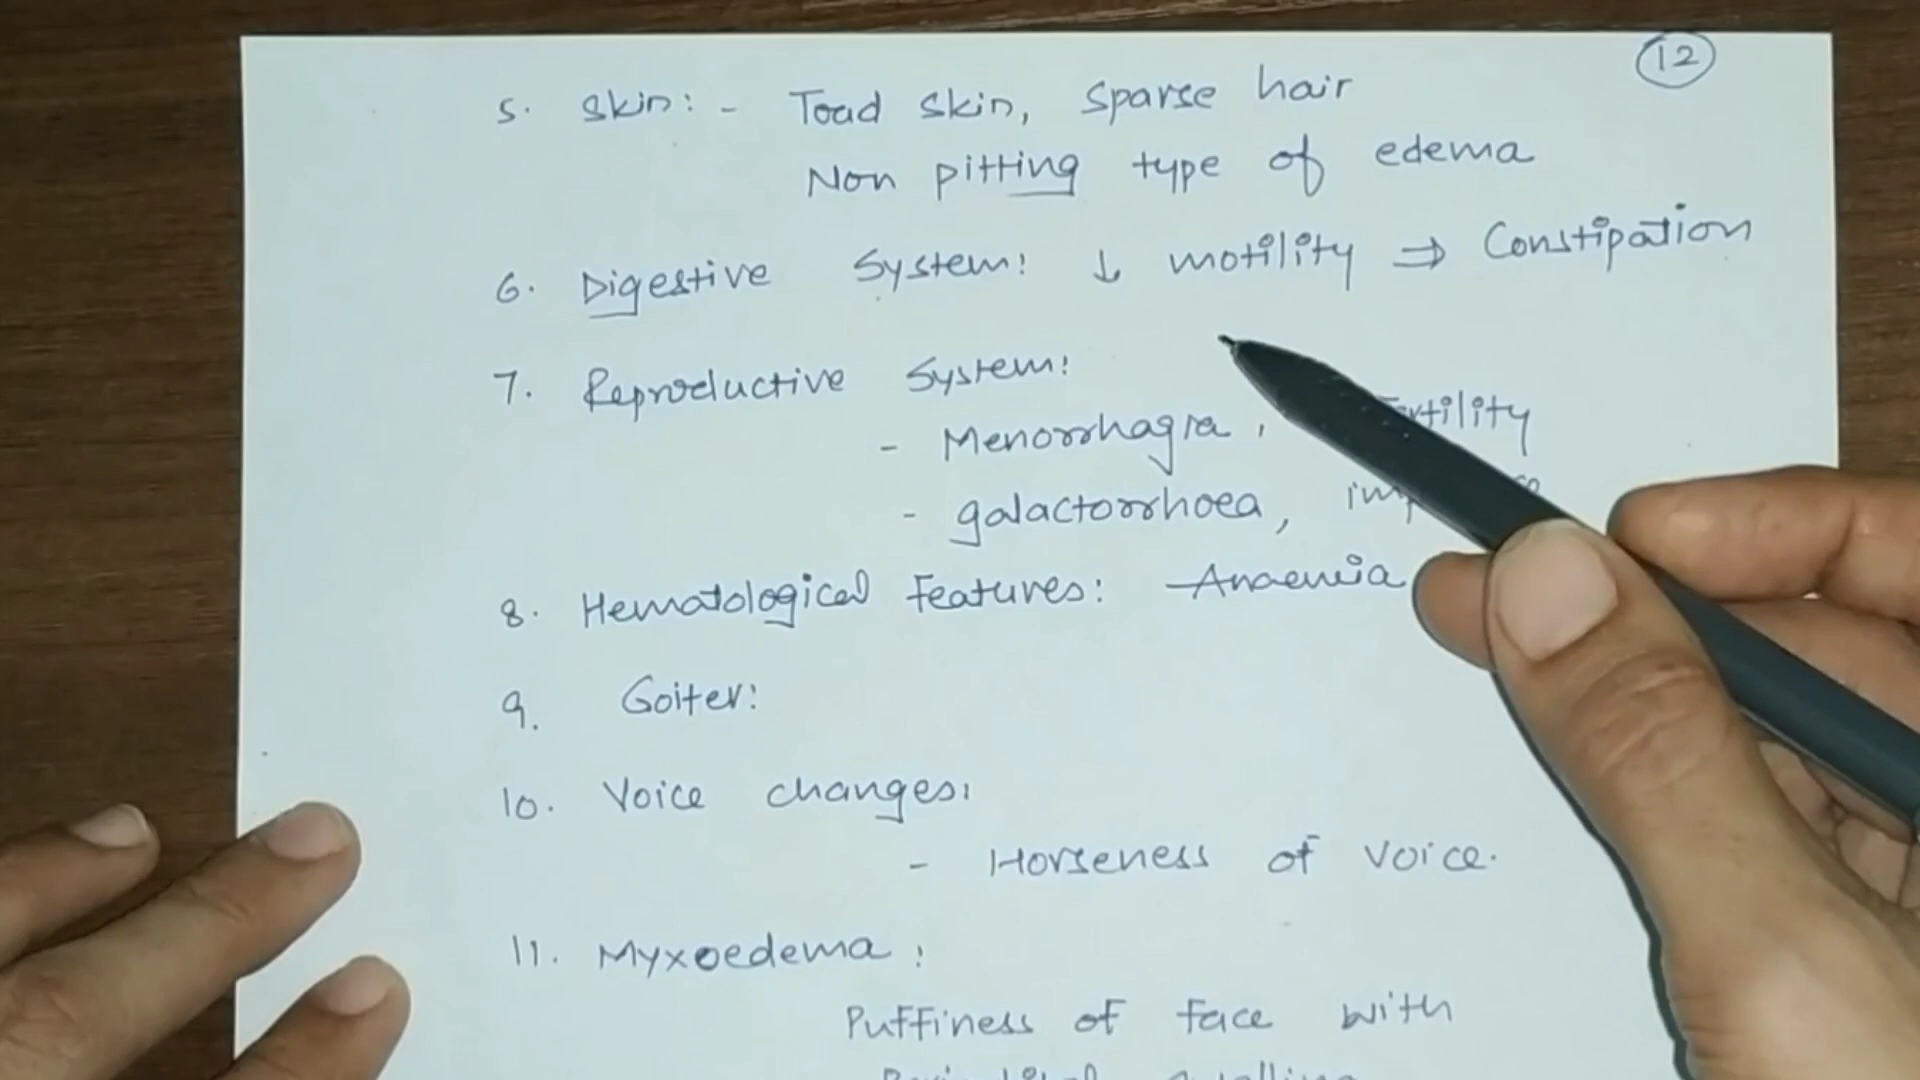 12
5. Skin: - Toad skin, Sparse hair
Non pitting type of edema
6. Digestive System: ↓ motility ⇒ Constipation
7. Reproductive System:
- Menorrhagia,
- galactorrhoea,
8. Hematological Features: Anaemia
9. Goiter:
10. Voice changes:
- Horseness of voice.
11. Myxoedema:
Puffiness of face with